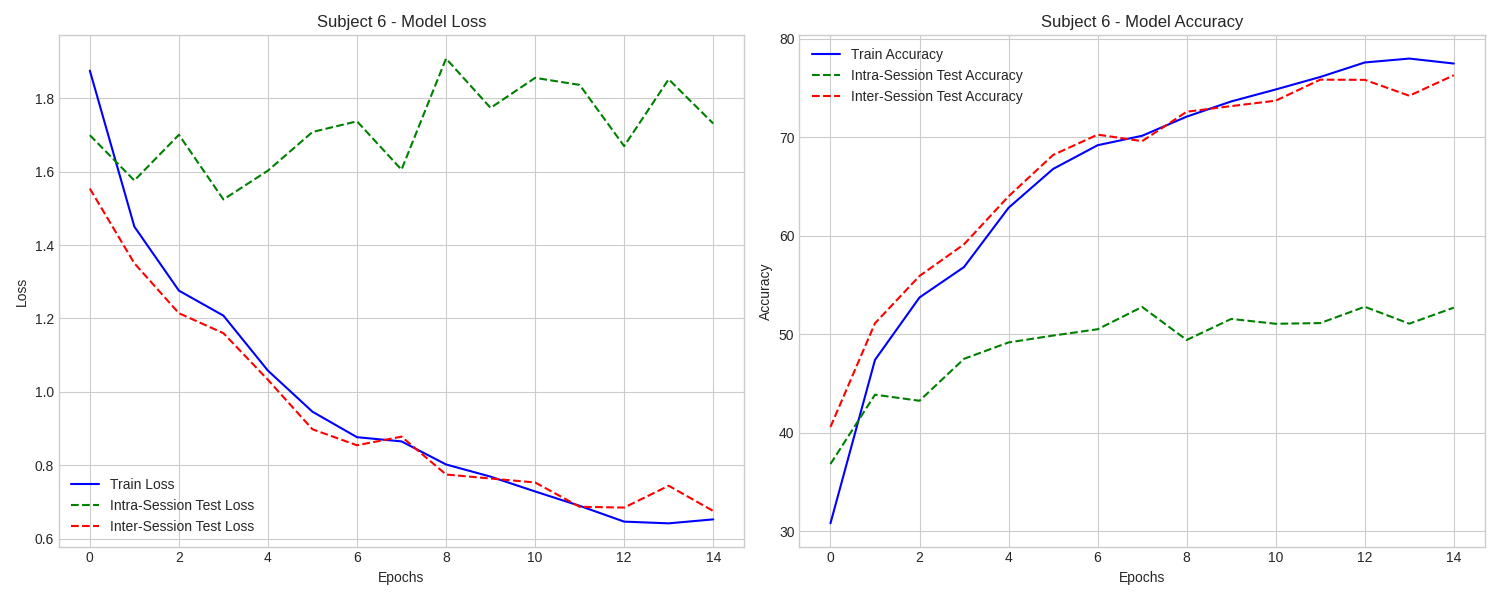 Subject 6 - Model Loss
Loss
1.8
1.6
1.4
1.2
1.0
0.8
0.6
Train Loss
Intra-Session Test Loss
Inter-Session Test Loss
0 2 4 6 8 10 12 14
Epochs
Subject 6 - Model Accuracy
Accuracy
80
70
60
50
40
30
Train Accuracy
Intra-Session Test Accuracy
Inter-Session Test Accuracy
0 2 4 6 8 10 12 14
Epochs